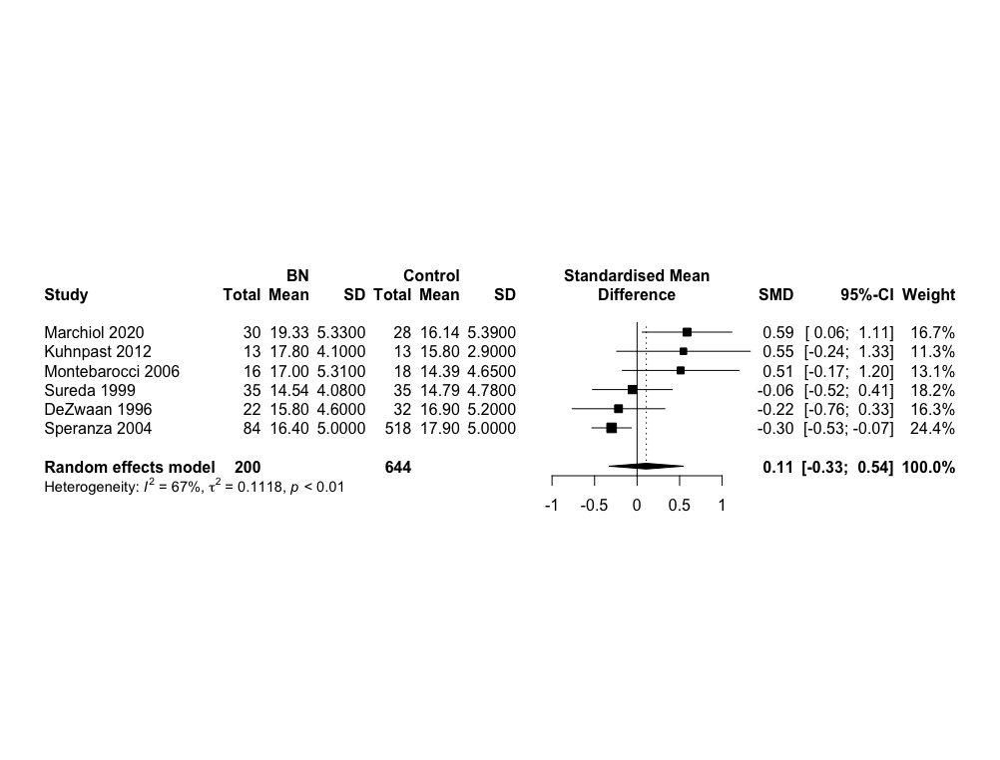 BN Control Standardised Mean
Study Total Mean SD Total Mean SD Difference SMD 95%-CI Weight
Marchiol 2020 30 19.33 5.3300 28 16.14 5.3900 0.59 [ 0.06; 1.11] 16.7%
Kuhnpast 2012 13 17.80 4.1000 13 15.80 2.9000 0.55 [-0.24; 1.33] 11.3%
Montebarocci 2006 16 17.00 5.3100 18 14.39 4.6500 0.51 [-0.17; 1.20] 13.1%
Sureda 1999 35 14.54 4.0800 35 14.79 4.7800 -0.06 [-0.52; 0.41] 18.2%
DeZwaan 1996 22 15.80 4.6000 32 16.90 5.2000 -0.22 [-0.76; 0.33] 16.3%
Speranza 2004 84 16.40 5.0000 518 17.90 5.0000 -0.30 [-0.53; -0.07] 24.4%
Random effects model 200 644 0.11 [-0.33; 0.54] 100.0%
Heterogeneity: I² = 67%, τ² = 0.1118, p < 0.01
-1 -0.5 0 0.5 1